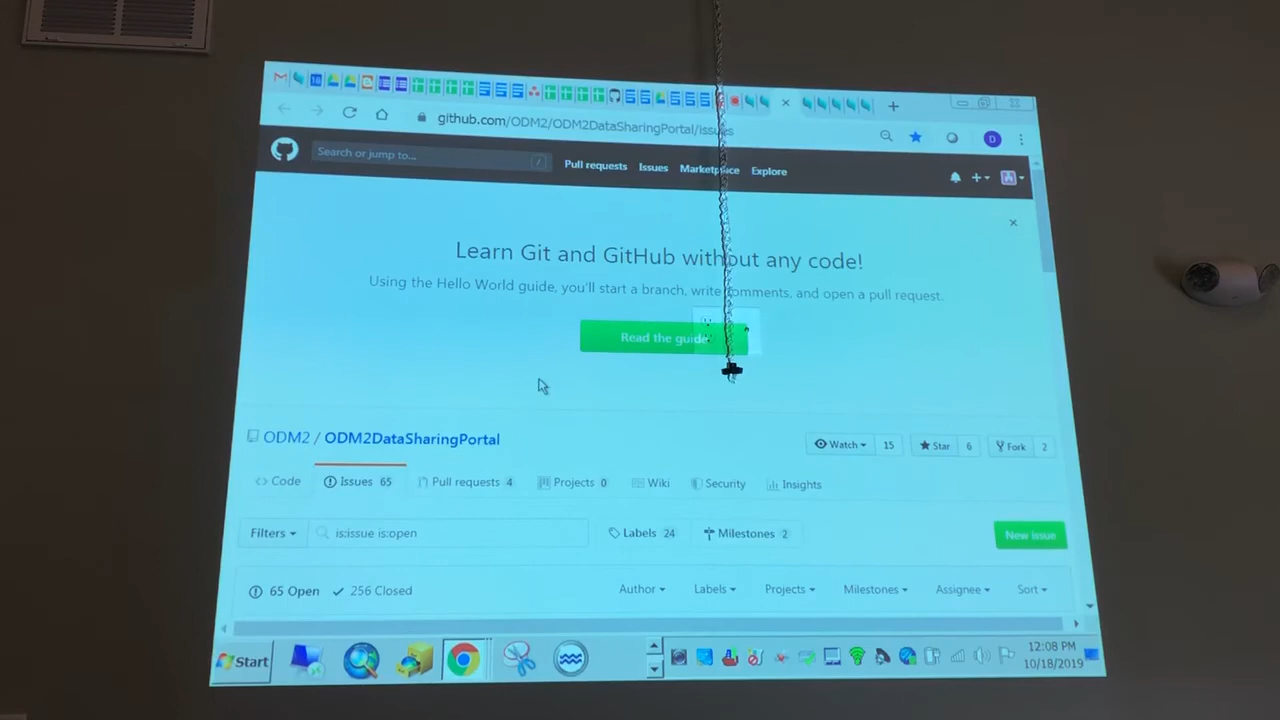 github.com/ODM2/ODM2DataSharingPortal/issues
D
Search or jump to... /
Pull requests Issues Marketplace Explore
Learn Git and GitHub without any code!
Using the Hello World guide, you'll start a branch, write comments, and open a pull request.
Read the guide
ODM2 / ODM2DataSharingPortal
Watch 15 Star 6 Fork 2
Code Issues 65 Pull requests 4 Projects 0 Wiki Security Insights
Filters is:issue is:open Labels 24 Milestones 2 New issue
65 Open 256 Closed Author Labels Projects Milestones Assignee Sort
Start
12:08 PM
10/18/2019